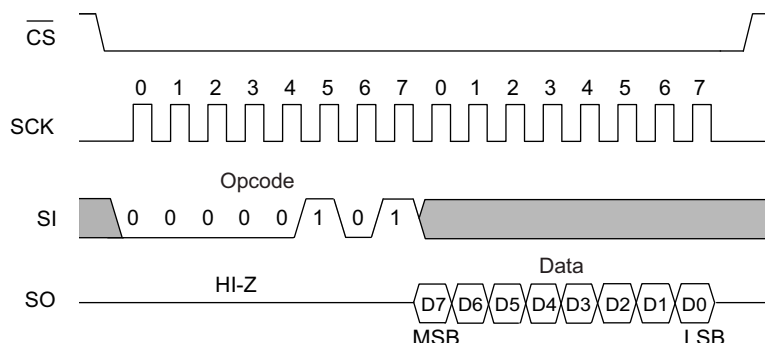 CS
0 1 2 3 4 5 6 7 0 1 2 3 4 5 6 7
SCK
Opcode
SI 0 0 0 0 0 1 0 1
Data
HI-Z
SO D7 D6 D5 D4 D3 D2 D1 D0
MSB LSB